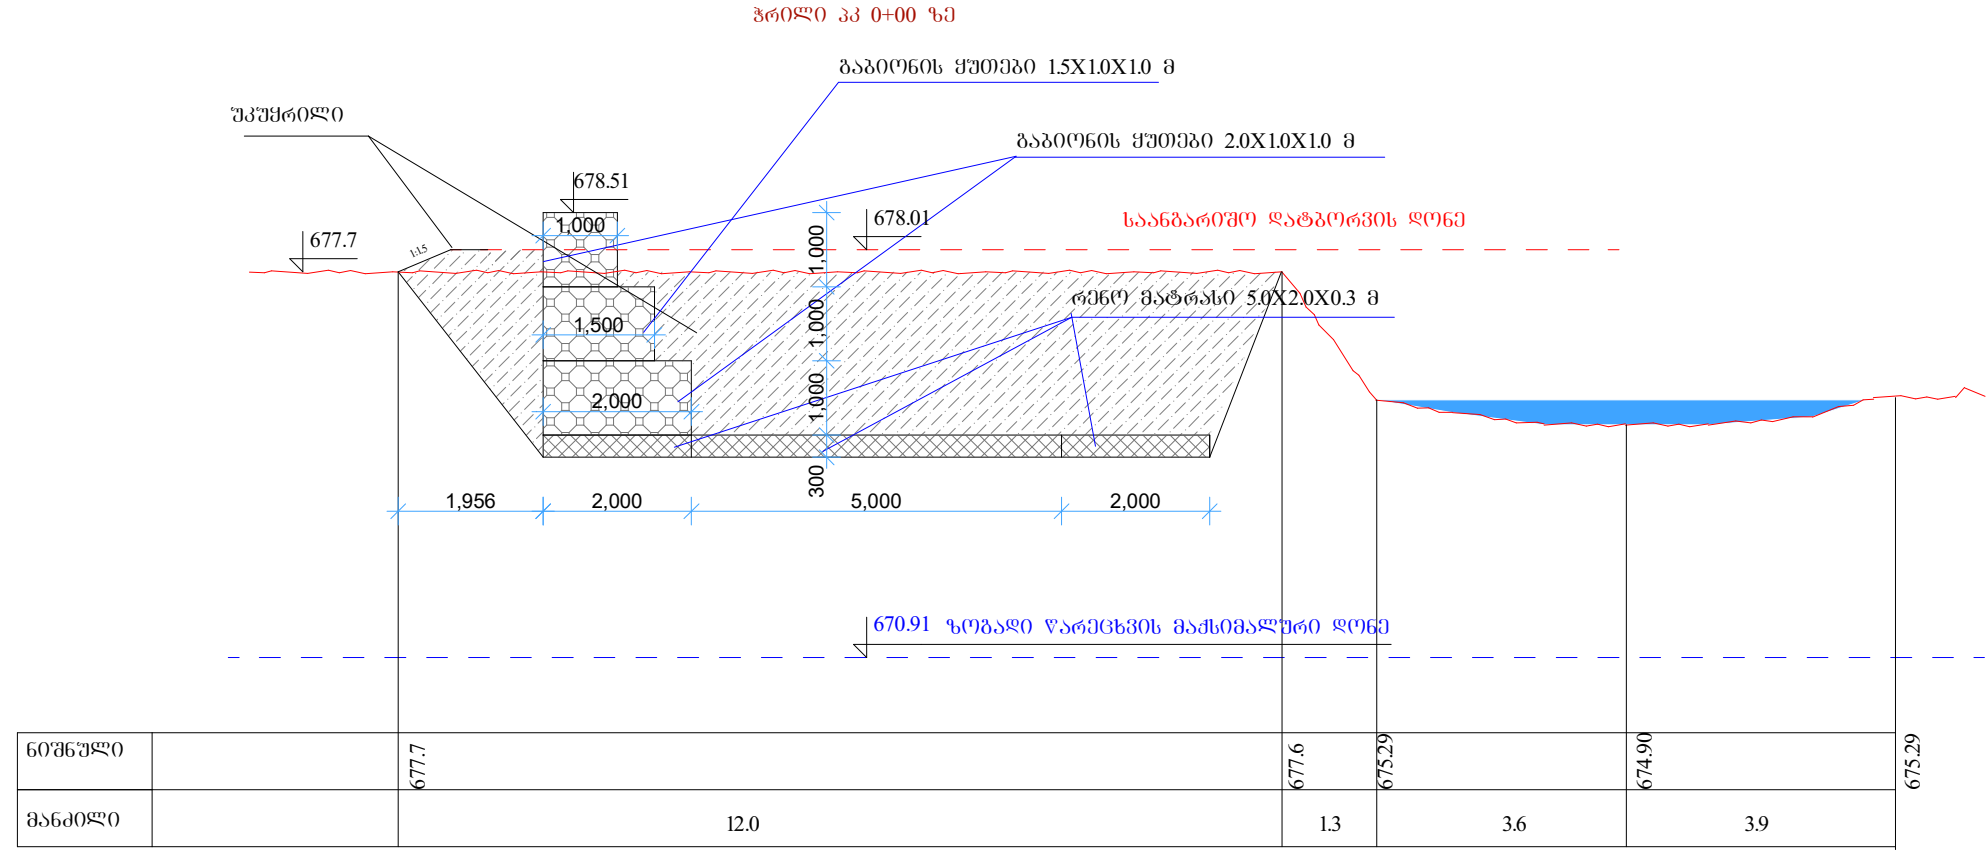 ჭრილი პკ 0+00 ზე
გაბიონის ყუთები 1.5X1.0X1.0 მ
უკუყრილი
გაბიონის ყუთები 2.0X1.0X1.0 მ
678.51
677.7
1:1.5
1,000
678.01
საანგარიშო დატბორვის დონე
1,000
რენო მატრასი 5.0X2.0X0.3 მ
1,500
1,000
2,000
1,000
300
1,956
2,000
5,000
2,000
670.91 ზოგადი წარეცხვის მაქსიმალური დონე
ნიშნული
677.7
677.6
675.29
674.90
675.29
მანძილი
12.0
1.3
3.6
3.9